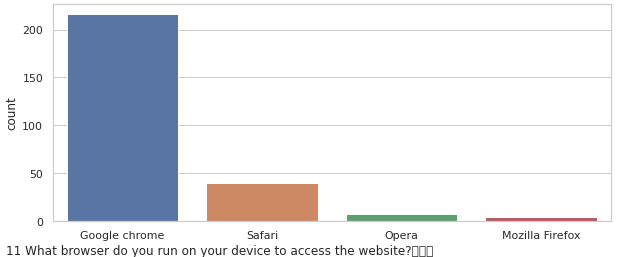 200
150
100
50
0
count
Google chrome Safari Opera Mozilla Firefox
11 What browser do you run on your device to access the website?